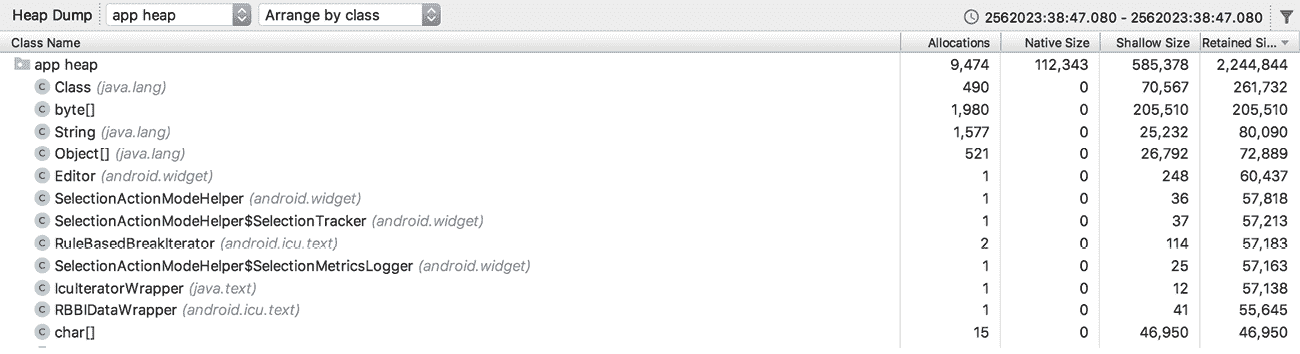 Heap Dump app heap Arrange by class 2562023:38:47.080 - 2562023:38:47.080
Class Name Allocations Native Size Shallow Size Retained Si...
app heap 9,474 112,343 585,378 2,244,844
C Class (java.lang) 490 0 70,567 261,732
C byte[] 1,980 0 205,510 205,510
C String (java.lang) 1,577 0 25,232 80,090
C Object[] (java.lang) 521 0 26,792 72,889
C Editor (android.widget) 1 0 248 60,437
C SelectionActionModeHelper (android.widget) 1 0 36 57,818
C SelectionActionModeHelper$SelectionTracker (android.widget) 1 0 37 57,213
C RuleBasedBreakIterator (android.icu.text) 2 0 114 57,183
C SelectionActionModeHelper$SelectionMetricsLogger (android.widget) 1 0 25 57,163
C IcuIteratorWrapper (java.text) 1 0 12 57,138
C RBBIDataWrapper (android.icu.text) 1 0 41 55,645
C char[] 15 0 46,950 46,950